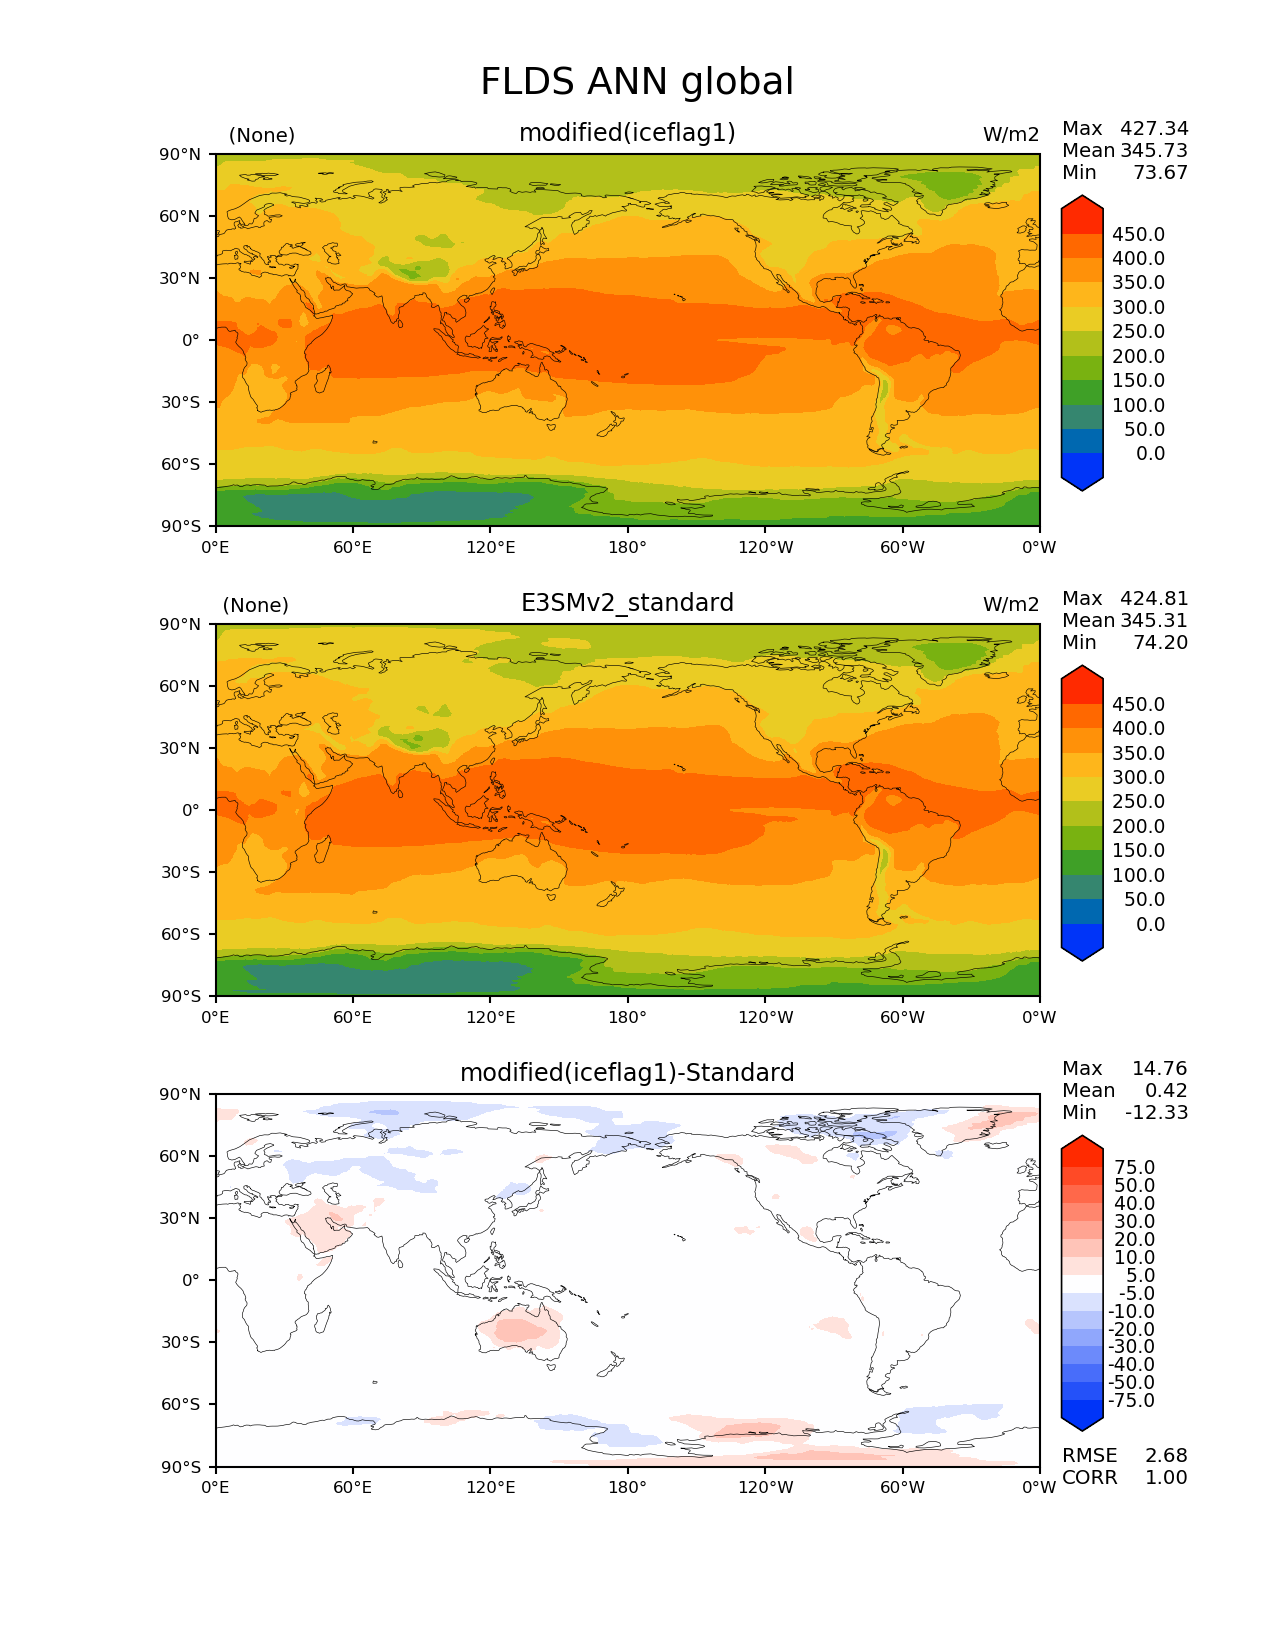 FLDS ANN global
(None) modified(iceflag1) W/m2
Max 427.34
Mean 345.73
Min 73.67
90°N
60°N
30°N
0°
30°S
60°S
90°S
0°E 60°E 120°E 180° 120°W 60°W 0°W
450.0
400.0
350.0
300.0
250.0
200.0
150.0
100.0
50.0
0.0
(None) E3SMv2_standard W/m2
Max 424.81
Mean 345.31
Min 74.20
90°N
60°N
30°N
0°
30°S
60°S
90°S
0°E 60°E 120°E 180° 120°W 60°W 0°W
450.0
400.0
350.0
300.0
250.0
200.0
150.0
100.0
50.0
0.0
modified(iceflag1)-Standard
Max 14.76
Mean 0.42
Min -12.33
90°N
60°N
30°N
0°
30°S
60°S
90°S
0°E 60°E 120°E 180° 120°W 60°W 0°W
75.0
50.0
40.0
30.0
20.0
10.0
5.0
-5.0
-10.0
-20.0
-30.0
-40.0
-50.0
-75.0
RMSE 2.68
CORR 1.00